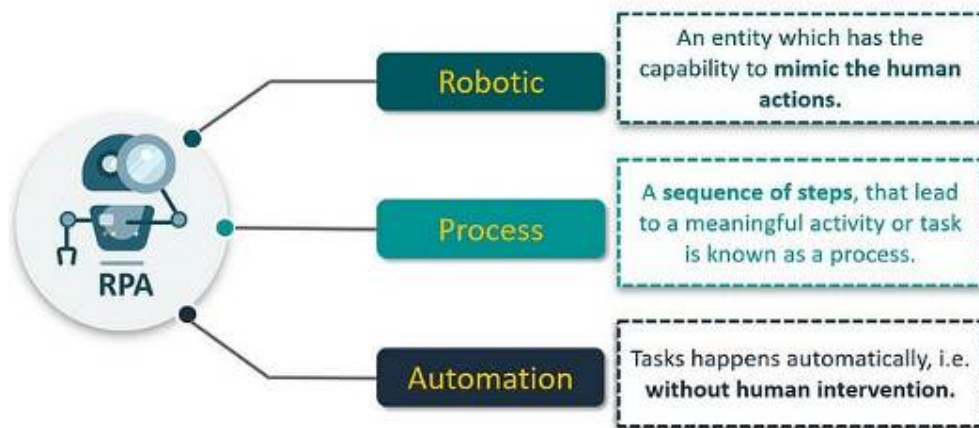 RPA
Robotic
An entity which has the
capability to mimic the human
actions.
Process
A sequence of steps, that lead
to a meaningful activity or task
is known as a process.
Automation
Tasks happens automatically, i.e.
without human intervention.